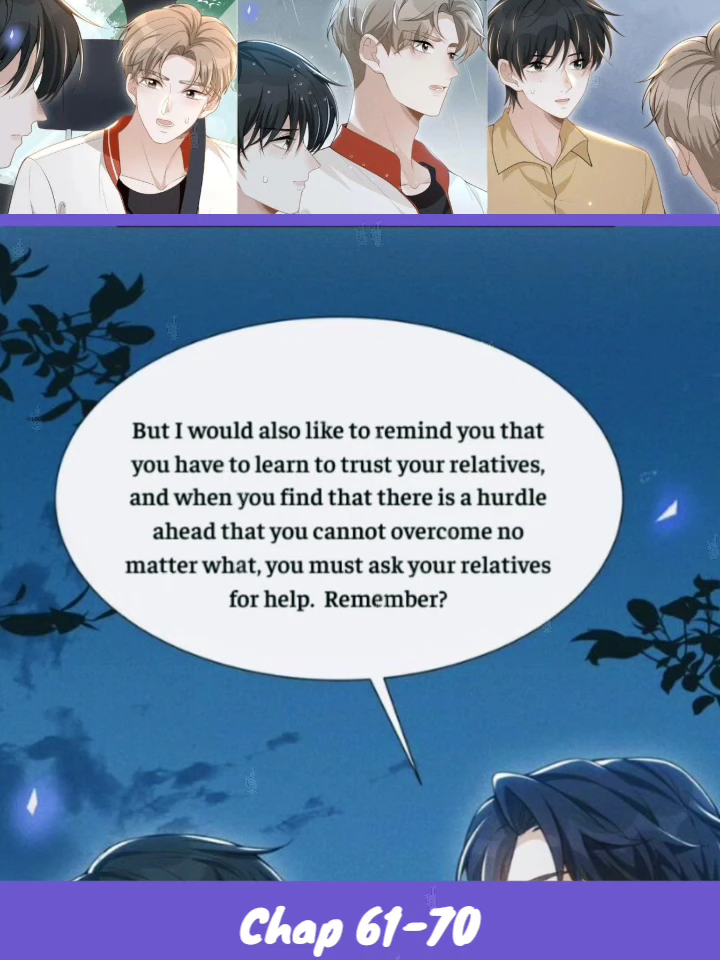 But I would also like to remind you that
you have to learn to trust your relatives,
and when you find that there is a hurdle
ahead that you cannot overcome no
matter what, you must ask your relatives
for help. Remember?
Chap 61-70